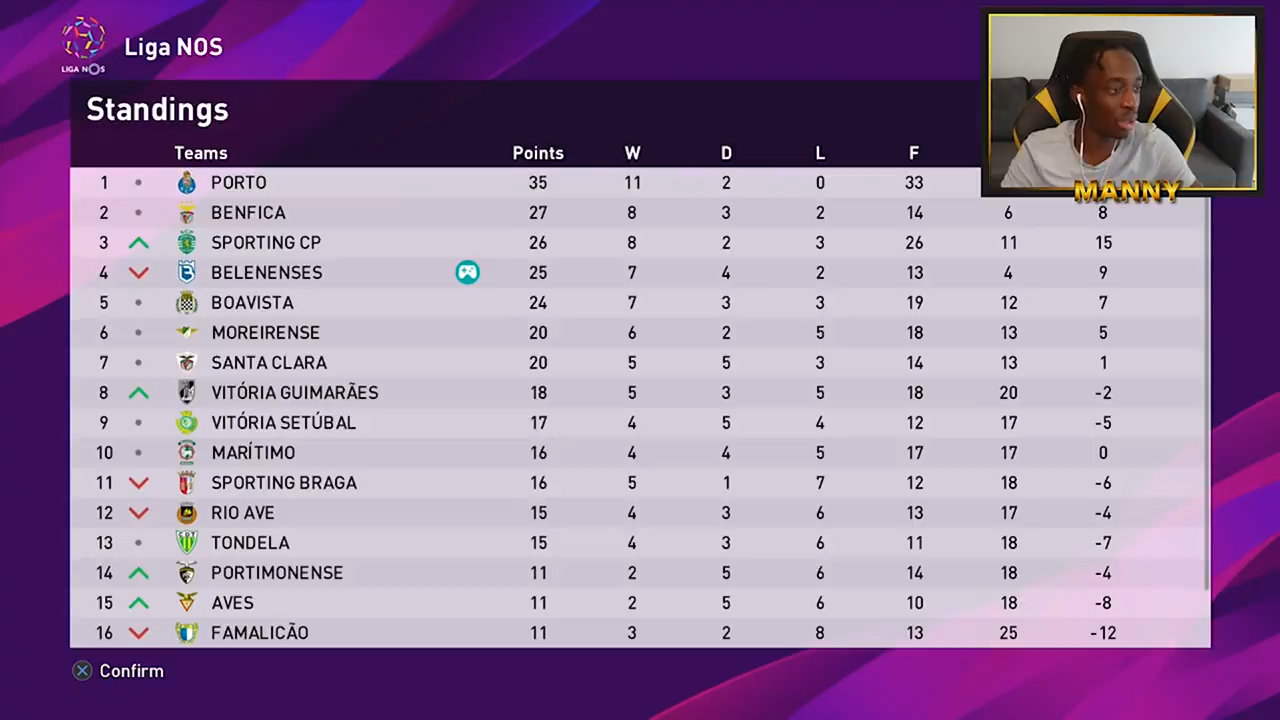 Liga NOS
LIGA NOS
Standings
Teams Points W D L F
1 PORTO 35 11 2 0 33
MANNY
2 BENFICA 27 8 3 2 14 6 8
3 SPORTING CP 26 8 2 3 26 11 15
4 BELENENSES 25 7 4 2 13 4 9
5 BOAVISTA 24 7 3 3 19 12 7
6 MOREIRENSE 20 6 2 5 18 13 5
7 SANTA CLARA 20 5 5 3 14 13 1
8 VITÓRIA GUIMARÃES 18 5 3 5 18 20 -2
9 VITÓRIA SETÚBAL 17 4 5 4 12 17 -5
10 MARÍTIMO 16 4 4 5 17 17 0
11 SPORTING BRAGA 16 5 1 7 12 18 -6
12 RIO AVE 15 4 3 6 13 17 -4
13 TONDELA 15 4 3 6 11 18 -7
14 PORTIMONENSE 11 2 5 6 14 18 -4
15 AVES 11 2 5 6 10 18 -8
16 FAMALICÃO 11 3 2 8 13 25 -12
Confirm